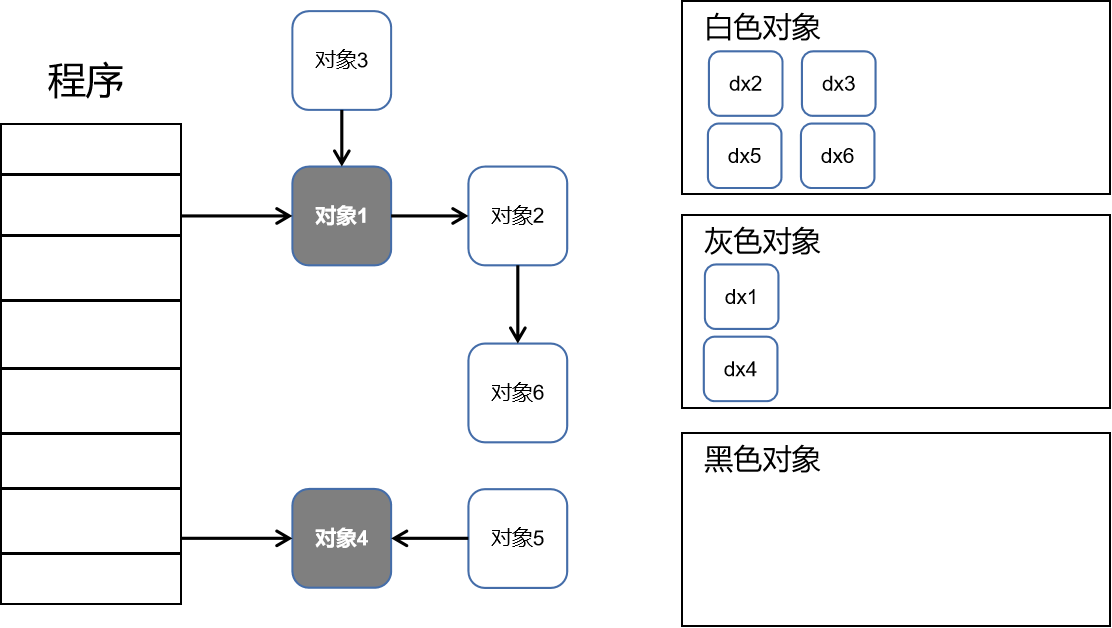 程序
对象3
对象1
对象2
对象6
对象4
对象5
白色对象
dx2 dx3
dx5 dx6
灰色对象
dx1
dx4
黑色对象